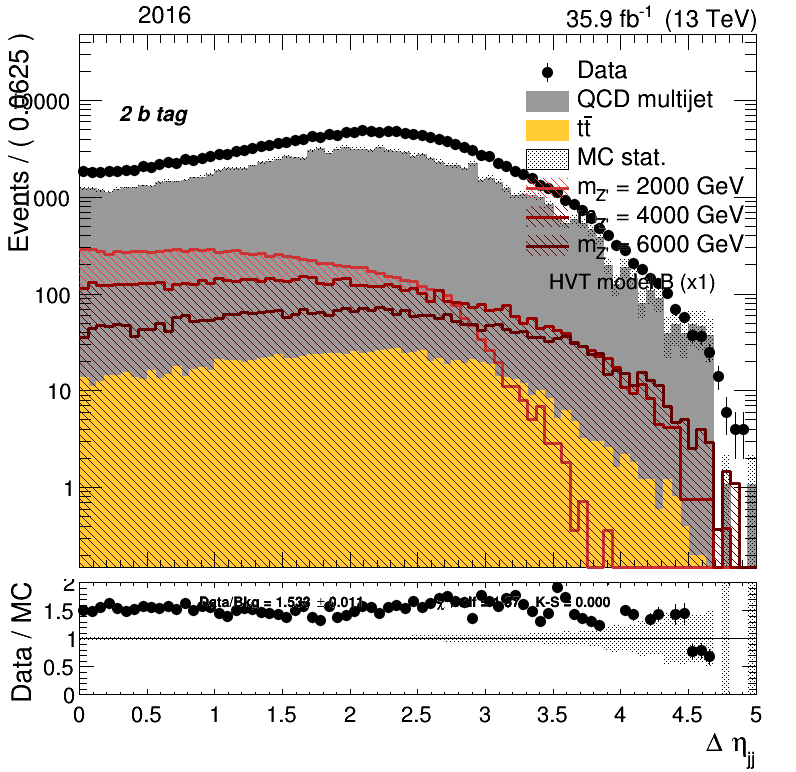 2016
35.9 fb⁻¹ (13 TeV)
Events / ( 0.0625 )
2 b tag
Data
QCD multijet
tt̄
MC stat.
m_Z' = 2000 GeV
m_Z' = 4000 GeV
m_Z' = 6000 GeV
HVT model B (x1)
10000
1000
100
10
1
Data / MC
2
1.5
1
0.5
0
Data/Bkg = 1.533 ± 0.011
K-S = 0.000
0 0.5 1 1.5 2 2.5 3 3.5 4 4.5 5
Δ η_jj